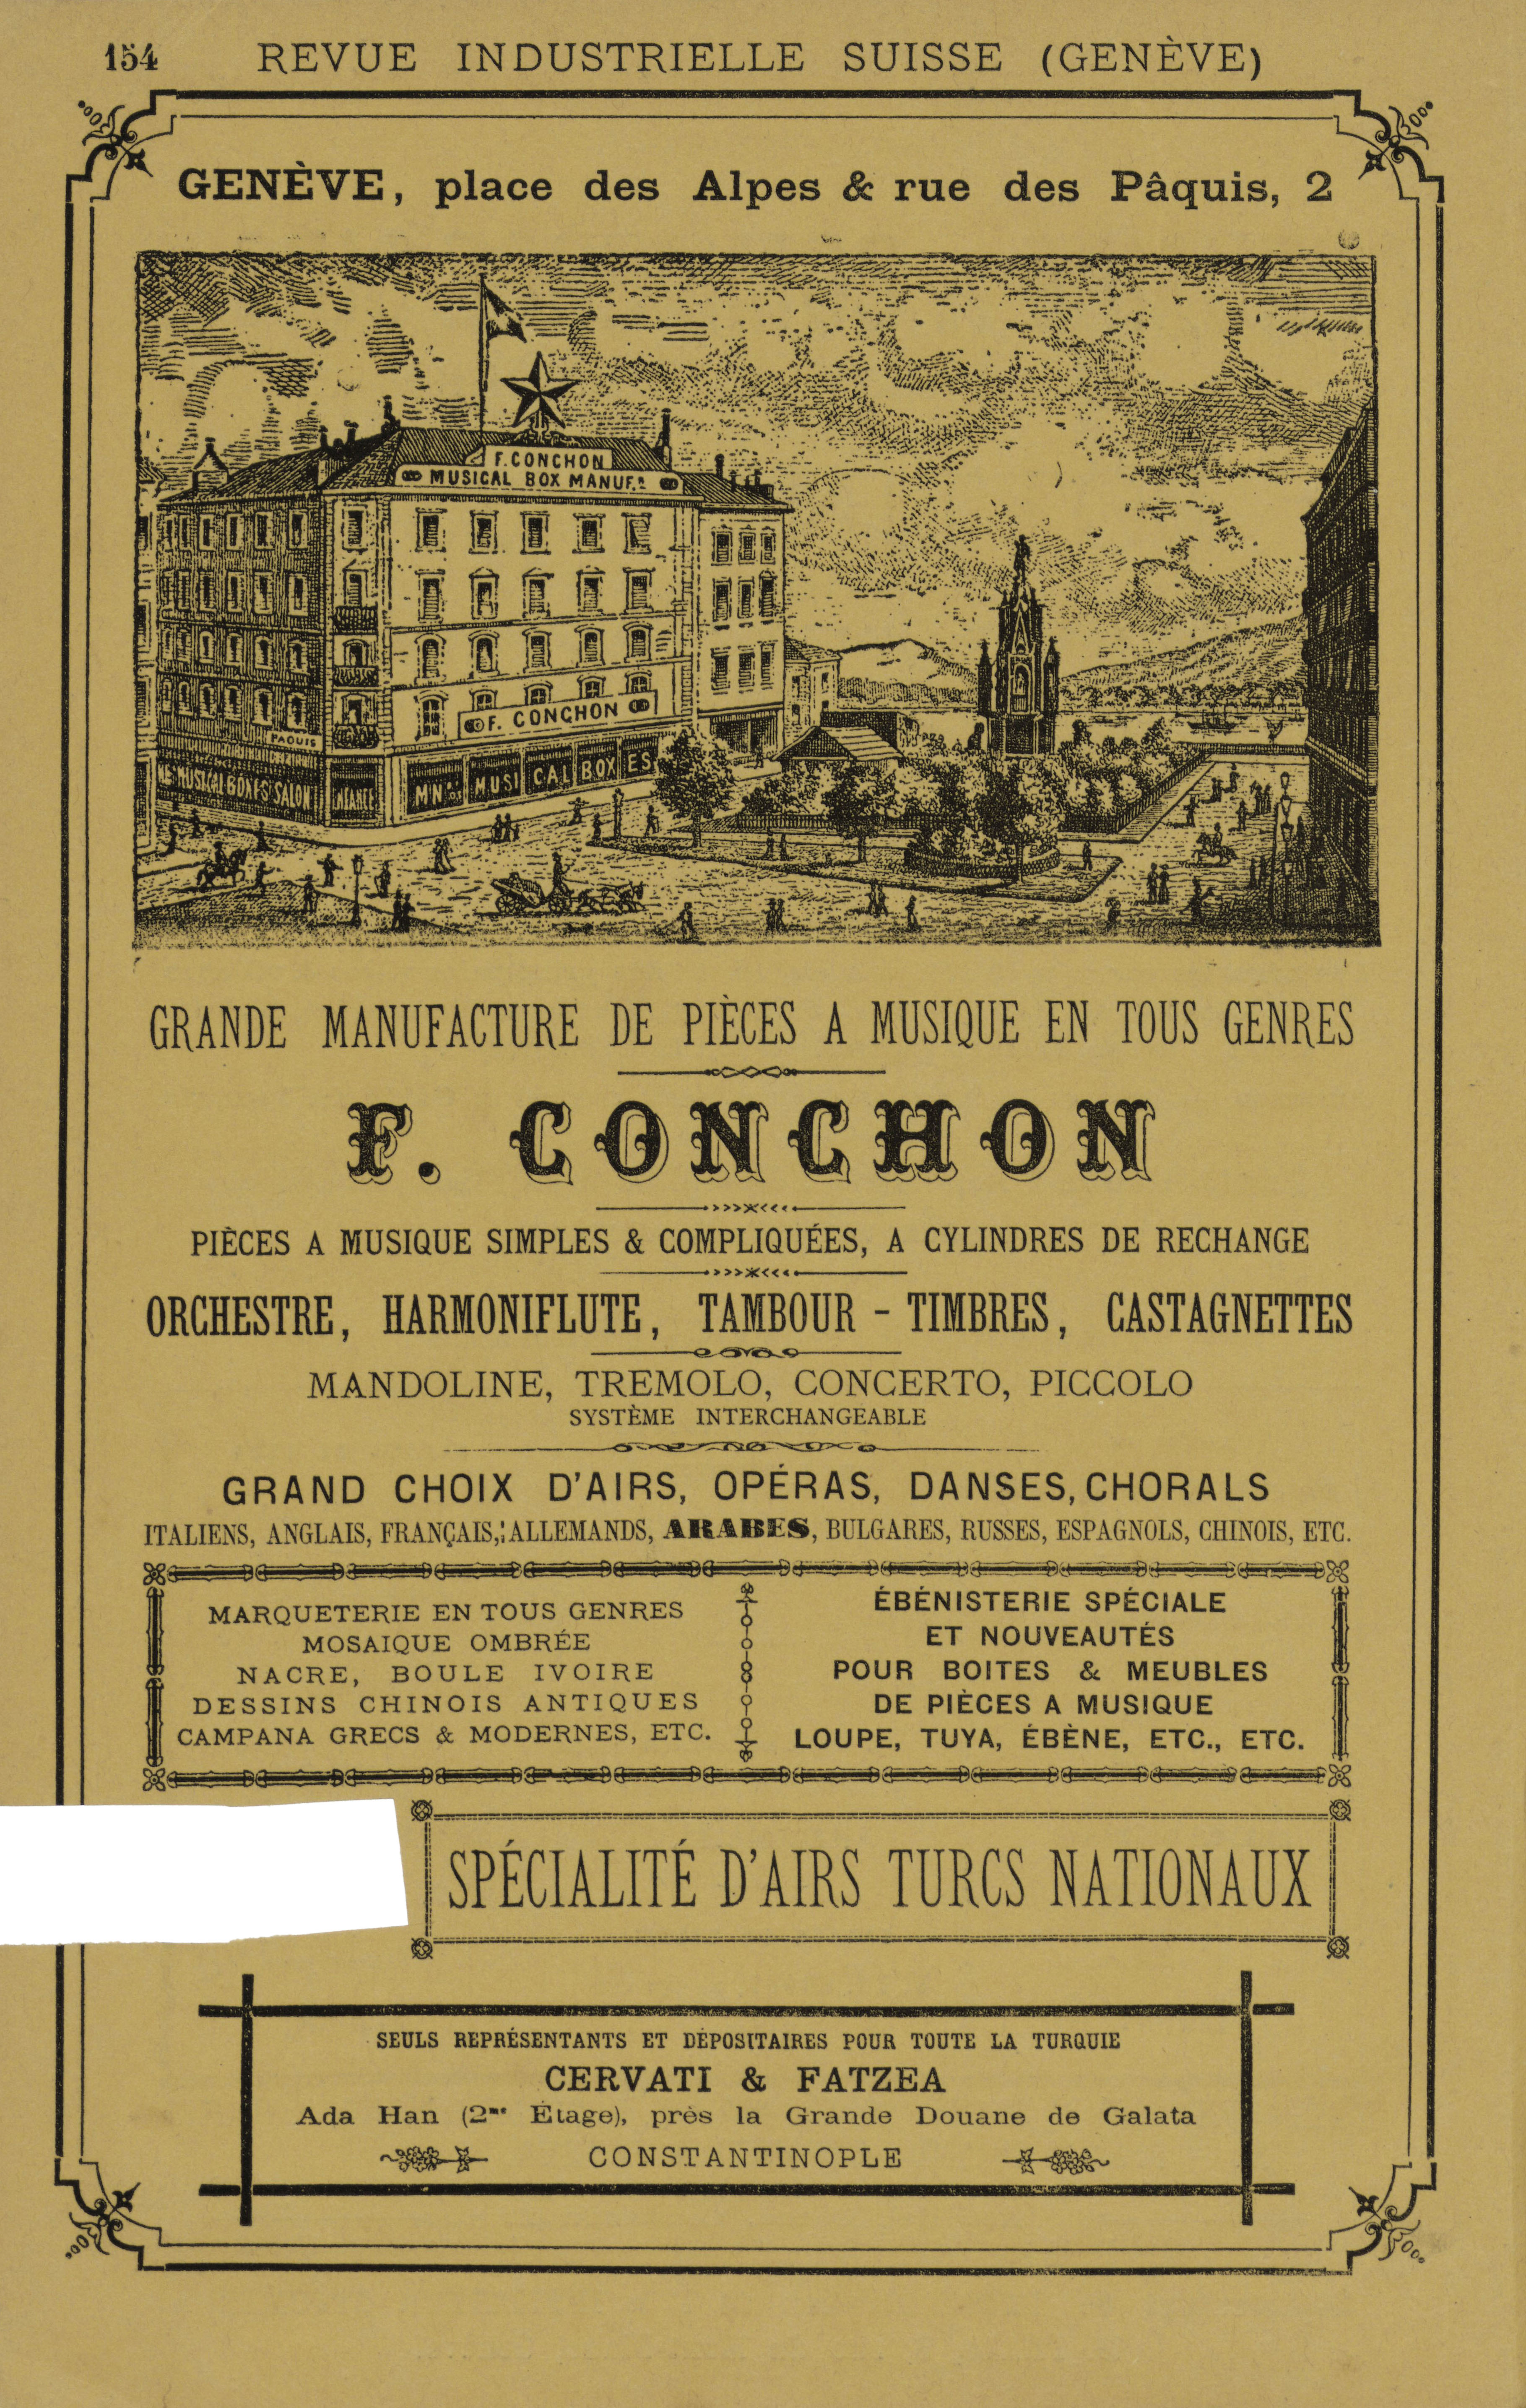 154 REVUE INDUSTRIELLE SUISSE (GENÈVE)
GENÈVE, place des Alpes & rue des Pâquis, 2
F. CONCHON
MUSICAL BOX MANUF.R
F. CONCHON
PAQUIS
MUSICAL BOXES SALON
MUSICAL BOXES
GRANDE MANUFACTURE DE PIÈCES A MUSIQUE EN TOUS GENRES
F. CONCHON
PIÈCES A MUSIQUE SIMPLES & COMPLIQUÉES, A CYLINDRES DE RECHANGE
ORCHESTRE, HARMONIFLUTE, TAMBOUR - TIMBRES, CASTAGNETTES
MANDOLINE, TREMOLO, CONCERTO, PICCOLO
SYSTÈME INTERCHANGEABLE
GRAND CHOIX D'AIRS, OPÉRAS, DANSES, CHORALS
ITALIENS, ANGLAIS, FRANÇAIS, ALLEMANDS, ARABES, BULGARES, RUSSES, ESPAGNOLS, CHINOIS, ETC.
MARQUETERIE EN TOUS GENRES
MOSAIQUE OMBRÉE
NACRE, BOULE IVOIRE
DESSINS CHINOIS ANTIQUES
CAMPANA GRECS & MODERNES, ETC.
ÉBÉNISTERIE SPÉCIALE
ET NOUVEAUTÉS
POUR BOITES & MEUBLES
DE PIÈCES A MUSIQUE
LOUPE, TUYA, ÉBÈNE, ETC., ETC.
SPÉCIALITÉ D'AIRS TURCS NATIONAUX
SEULS REPRÉSENTANTS ET DÉPOSITAIRES POUR TOUTE LA TURQUIE
CERVATI & FATZEA
Ada Han (2me Étage), près la Grande Douane de Galata
CONSTANTINOPLE